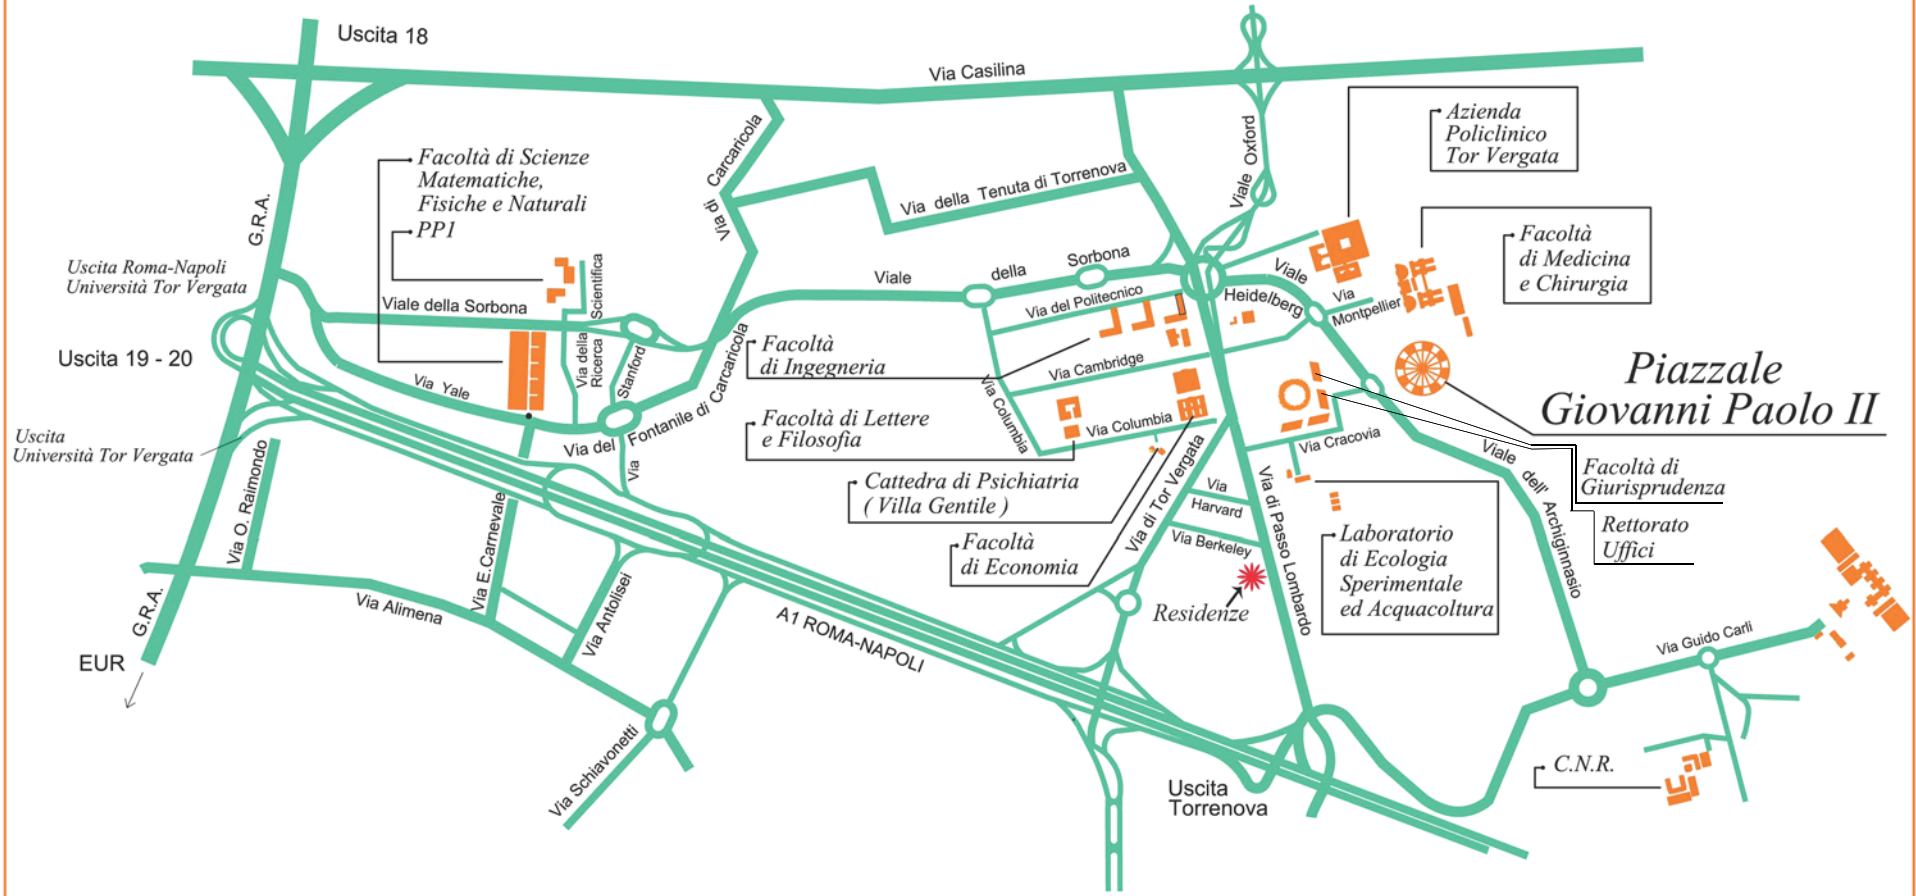 Uscita 18
Via Casilina
Azienda
Policlinico
Tor Vergata
Facoltà di Scienze
Matematiche,
Fisiche e Naturali
PP1
Via di Carcaricola
Via della Tenuta di Torrenova
Viale Oxford
G.R.A.
Facoltà
di Medicina
e Chirurgia
Uscita Roma-Napoli
Università Tor Vergata
Viale della Sorbona
Via della
Ricerca Scientifica
Viale della Sorbona
Via del Politecnico
Viale Heidelberg
Via
Montpellier
Uscita 19 - 20
Facoltà
di Ingegneria
Via Cambridge
Piazzale
Giovanni Paolo II
Via Yale
Stanford
Via
Via del Fontanile di Carcaricola
Via Columbia
Facoltà di Lettere
e Filosofia
Via Columbia
Via Cracovia
Uscita
Università Tor Vergata
Via O. Raimondo
Cattedra di Psichiatria
( Villa Gentile )
Via di Tor Vergata
Via
Harvard
Via di Passo Lombardo
Viale dell' Archiginnasio
Facoltà di
Giurisprudenza
Rettorato
Uffici
Via E.Carnevale
Facoltà
di Economia
Via Berkeley
Laboratorio
di Ecologia
Sperimentale
ed Acquacoltura
Residenze
G.R.A.
Via Alimena
Via Antolisei
A1 ROMA-NAPOLI
Via Guido Carli
EUR
Via Schiavonetti
Uscita
Torrenova
C.N.R.